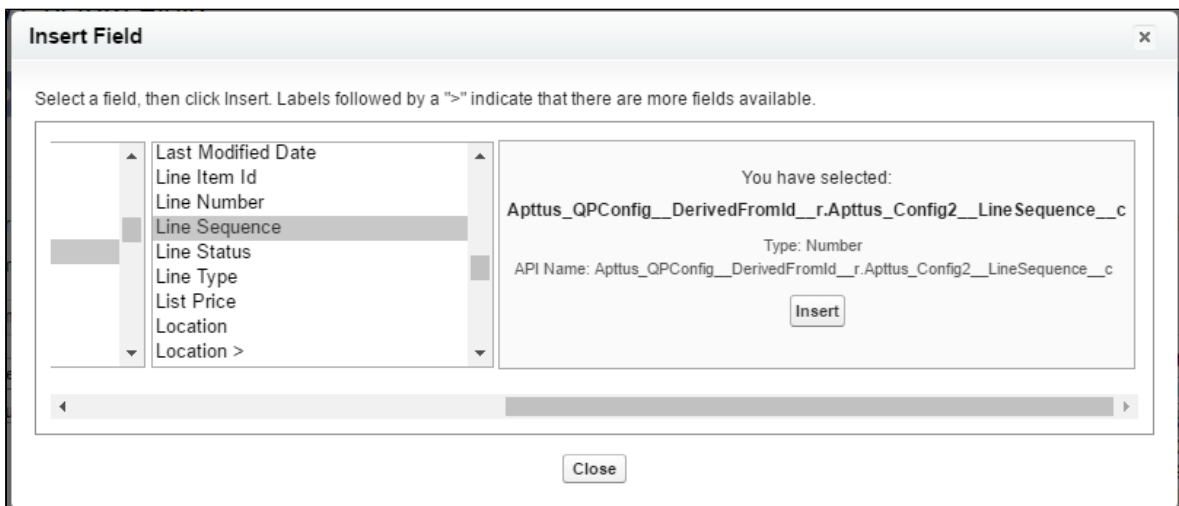 Insert Field
Select a field, then click Insert. Labels followed by a ">" indicate that there are more fields available.
Last Modified Date
Line Item Id
Line Number
Line Sequence
Line Status
Line Type
List Price
Location
Location >
You have selected:
Apttus_QPConfig__DerivedFromId__r.Apttus_Config2__LineSequence__c
Type: Number
API Name: Apttus_QPConfig__DerivedFromId__r.Apttus_Config2__LineSequence__c
Insert
Close